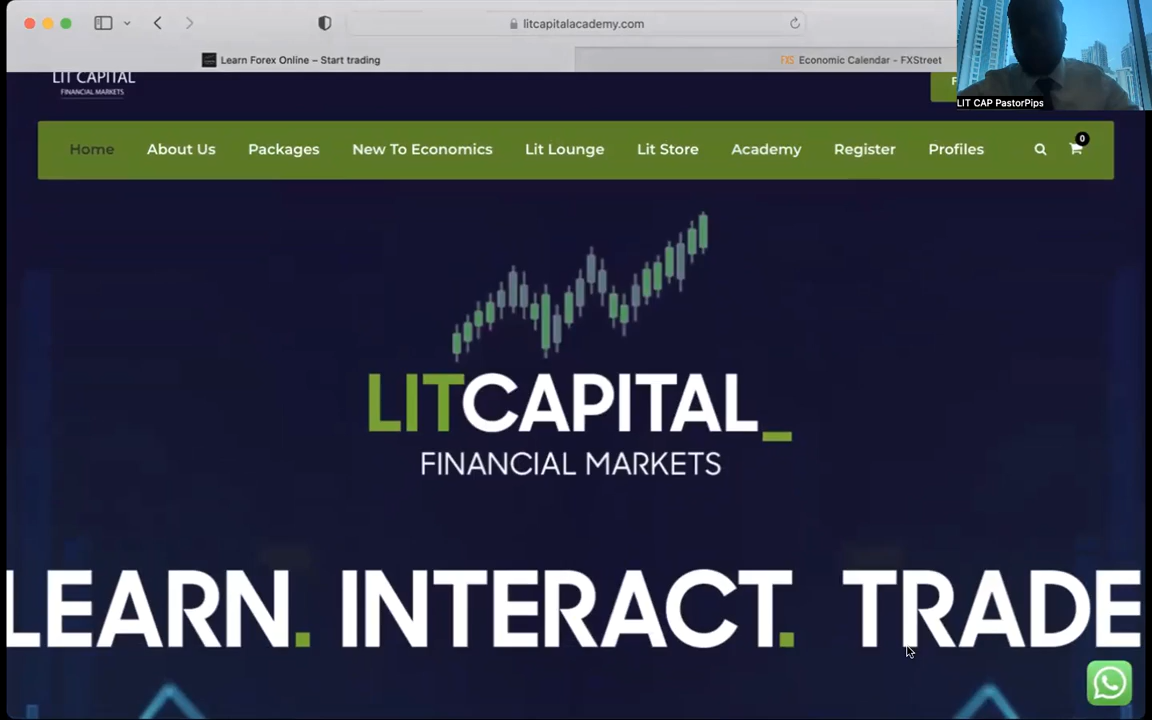 litcapitalacademy.com
Learn Forex Online – Start trading
FXS Economic Calendar - FXStreet
LIT CAP PastorPips
LIT CAPITAL
FINANCIAL MARKETS
Home About Us Packages New To Economics Lit Lounge Lit Store Academy Register Profiles 0
LITCAPITAL_
FINANCIAL MARKETS
LEARN. INTERACT. TRADE